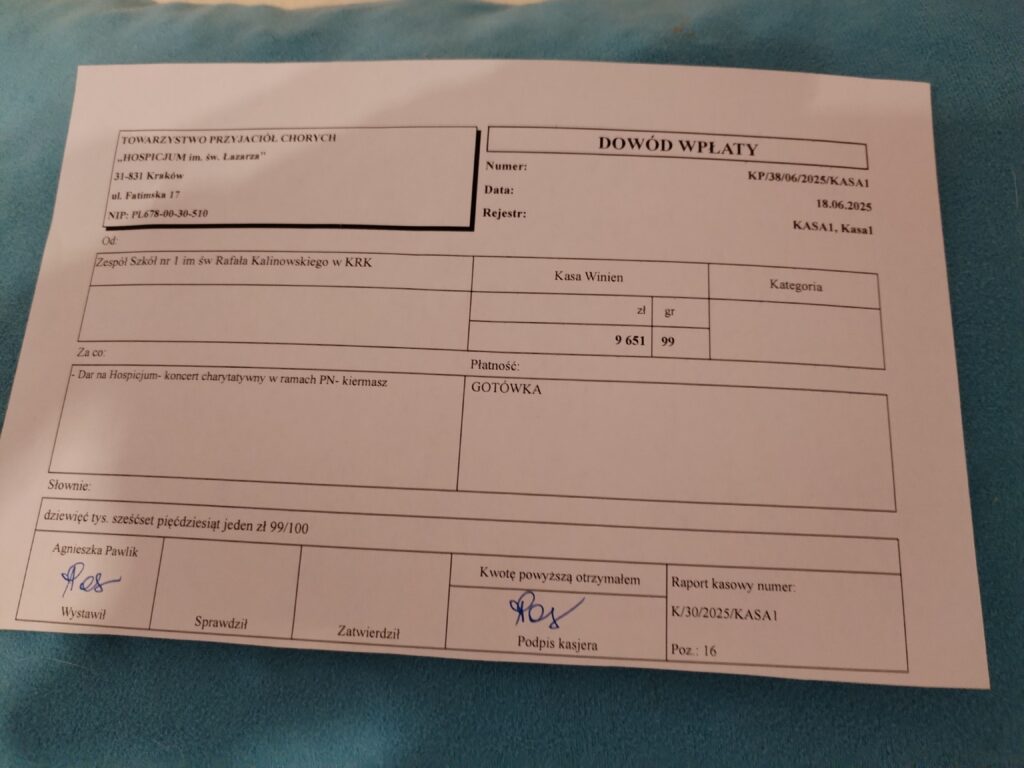 TOWARZYSTWO PRZYJACIÓŁ CHORYCH
„HOSPICJUM im. św. Łazarza"
31-831 Kraków
ul. Fatimska 17
NIP: PL678-00-30-510
DOWÓD WPŁATY
Numer: KP/38/06/2025/KASA1
Data: 18.06.2025
Rejestr: KASA1, Kasa1
Od:
Zespół Szkół nr 1 im św Rafała Kalinowskiego w KRK
Kasa Winien
Kategoria
zł gr
9 651 99
Za co:
- Dar na Hospicjum- koncert charytatywny w ramach PN- kiermasz
Płatność:
GOTÓWKA
Słownie:
dziewięć tys. sześćset pięćdziesiąt jeden zł 99/100
Agnieszka Pawlik
Wystawił
Sprawdził
Zatwierdził
Kwotę powyższą otrzymałem
Podpis kasjera
Raport kasowy numer:
K/30/2025/KASA1
Poz.: 16